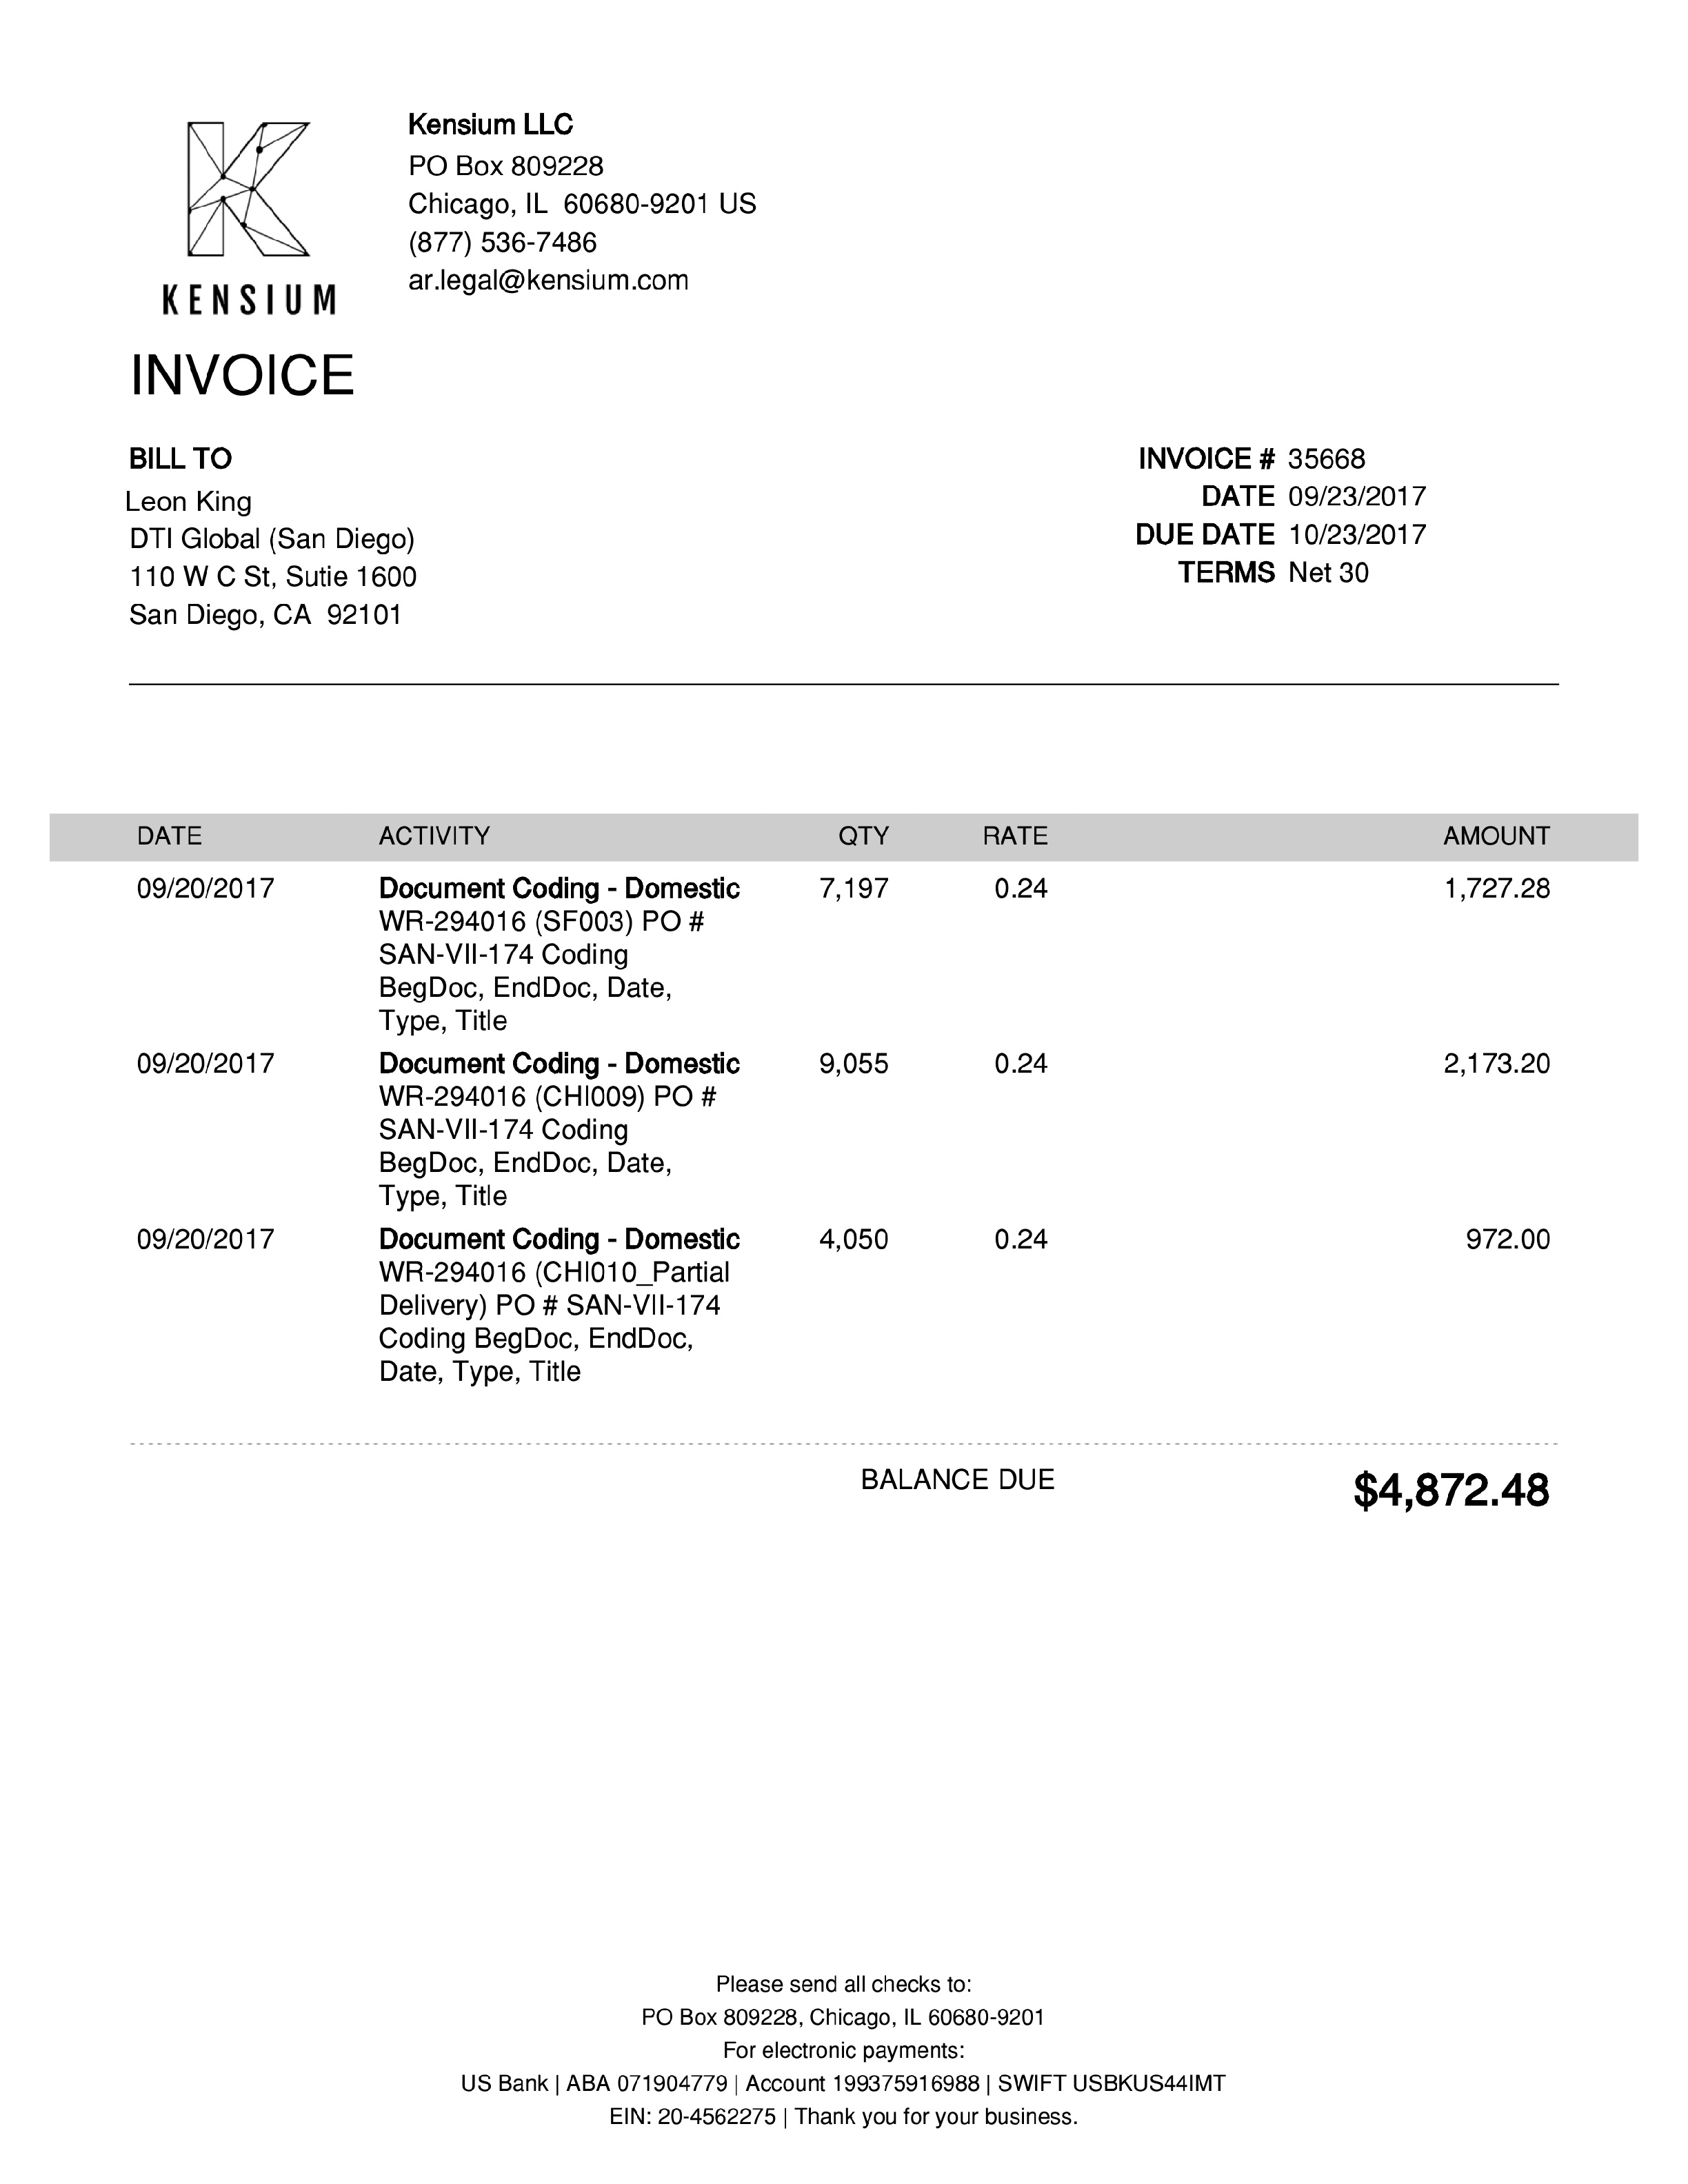 KENSIUM
Kensium LLC
PO Box 809228
Chicago, IL  60680-9201 US
(877) 536-7486
ar.legal@kensium.com
INVOICE
BILL TO
Leon King
DTI Global (San Diego)
110 W C St, Sutie 1600
San Diego, CA  92101
INVOICE # 35668
DATE 09/23/2017
DUE DATE 10/23/2017
TERMS Net 30
DATE ACTIVITY QTY RATE AMOUNT
09/20/2017 Document Coding - Domestic 7,197 0.24 1,727.28
WR-294016 (SF003) PO #
SAN-VII-174 Coding
BegDoc, EndDoc, Date,
Type, Title
09/20/2017 Document Coding - Domestic 9,055 0.24 2,173.20
WR-294016 (CHI009) PO #
SAN-VII-174 Coding
BegDoc, EndDoc, Date,
Type, Title
09/20/2017 Document Coding - Domestic 4,050 0.24 972.00
WR-294016 (CHI010_Partial
Delivery) PO # SAN-VII-174
Coding BegDoc, EndDoc,
Date, Type, Title
BALANCE DUE $4,872.48
Please send all checks to:
PO Box 809228, Chicago, IL 60680-9201
For electronic payments:
US Bank | ABA 071904779 | Account 199375916988 | SWIFT USBKUS44IMT
EIN: 20-4562275 | Thank you for your business.